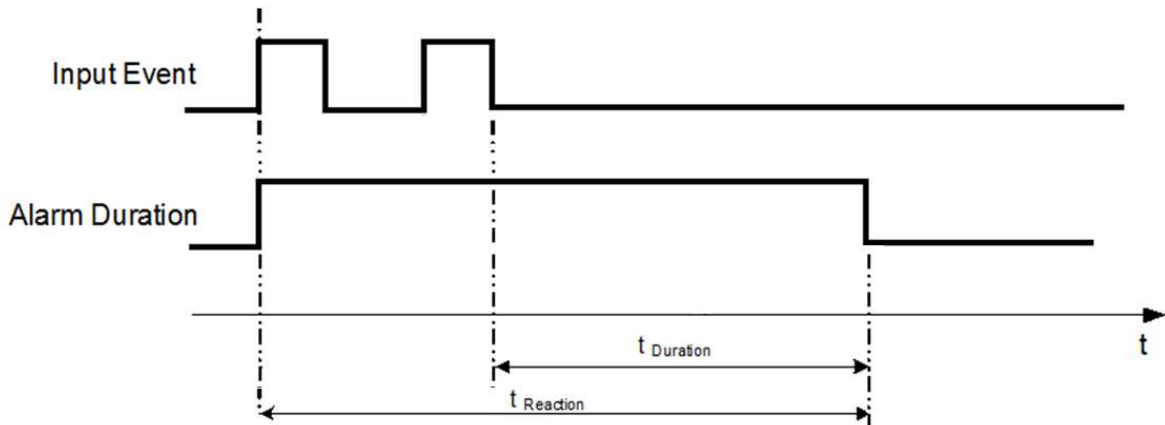 Input Event
Alarm Duration
t
t Duration
t Reaction